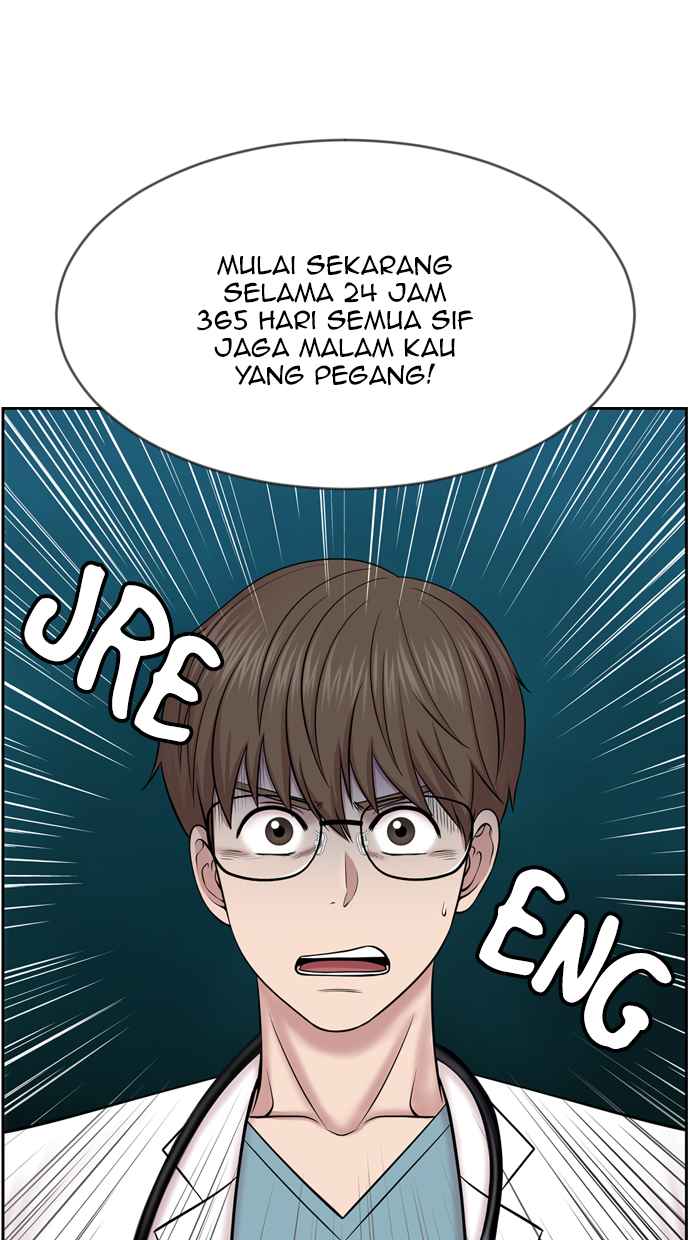 MULAI SEKARANG
SELAMA 24 JAM
365 HARI SEMUA SIF
JAGA MALAM KAU
YANG PEGANG!
JRE
ENG